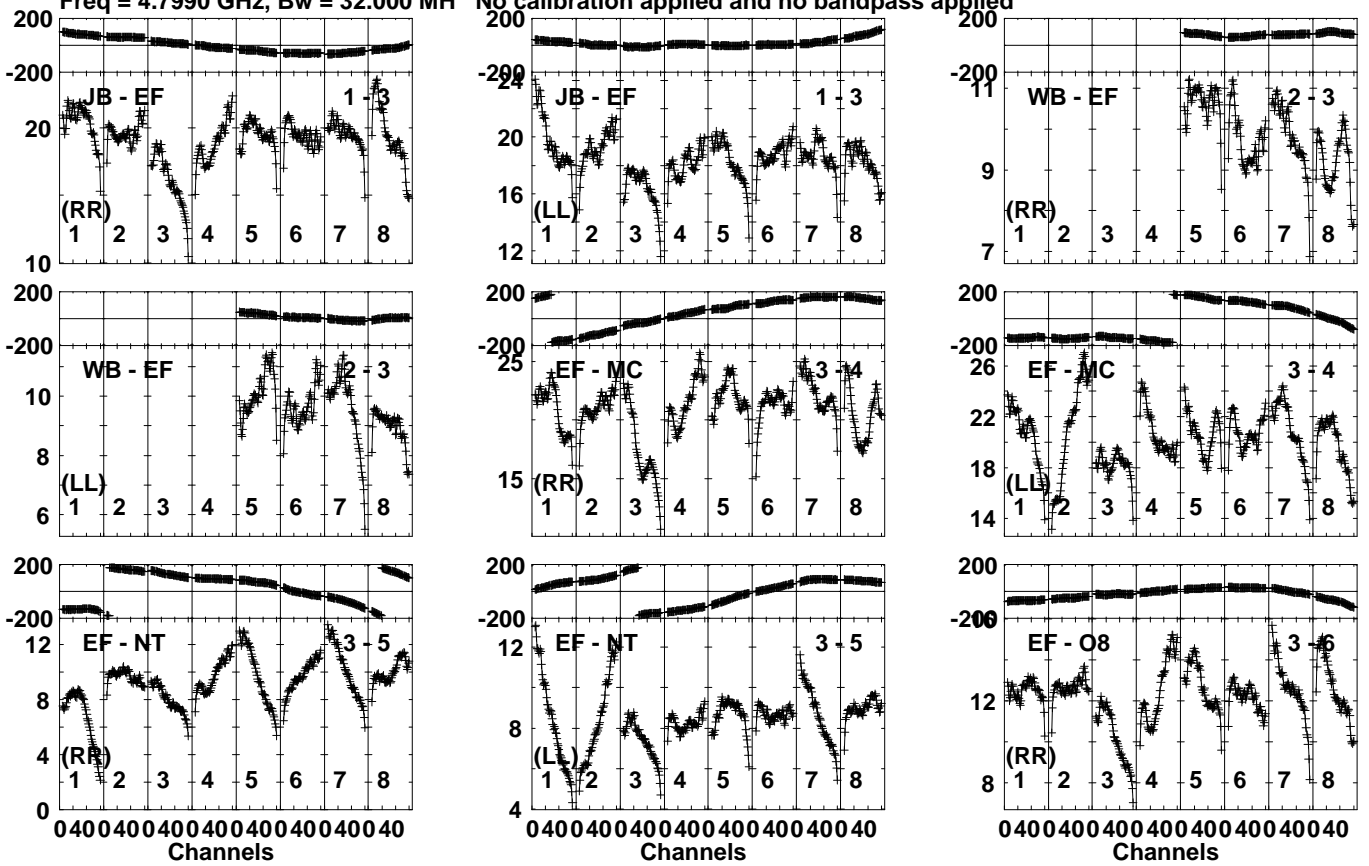 Freq = 4.7990 GHz, Bw = 32.000 MH No calibration applied and no bandpass applied
200 200 200
-200 -200 -200
24 11
JB - EF 1 - 3 JB - EF 1 - 3 WB - EF 2 - 3
20 20
18 9
16
(RR) (LL) (RR)
1 2 3 4 5 6 7 8 1 2 3 4 5 6 7 8 1 2 3 4 5 6 7 8
10 12 7
200 200 200
-200 -200 -200
WB - EF 2 - 3 EF - MC 3 - 4 EF - MC 3 - 4
25 26
10 22
8 15 18
(LL) (RR) (LL)
1 2 3 4 5 6 7 8 1 2 3 4 5 6 7 8 1 2 3 4 5 6 7 8
6 14
200 200 200
-200 -200 -200
16
EF - NT 3 - 5 EF - NT 3 - 5 EF - O8 3 - 6
12 12 12
8 8
4
(RR) (LL) (RR)
1 2 3 4 5 6 7 8 1 2 3 4 5 6 7 8 1 2 3 4 5 6 7 8
0 4 8
0 40 0 40 0 40 0 40 0 40 0 40 0 40 0 40 0 40 0 40 0 40 0 40 0 40 0 40 0 40 0 40 0 40 0 40 0 40 0 40 0 40 0 40 0 40 0 40
Channels Channels Channels